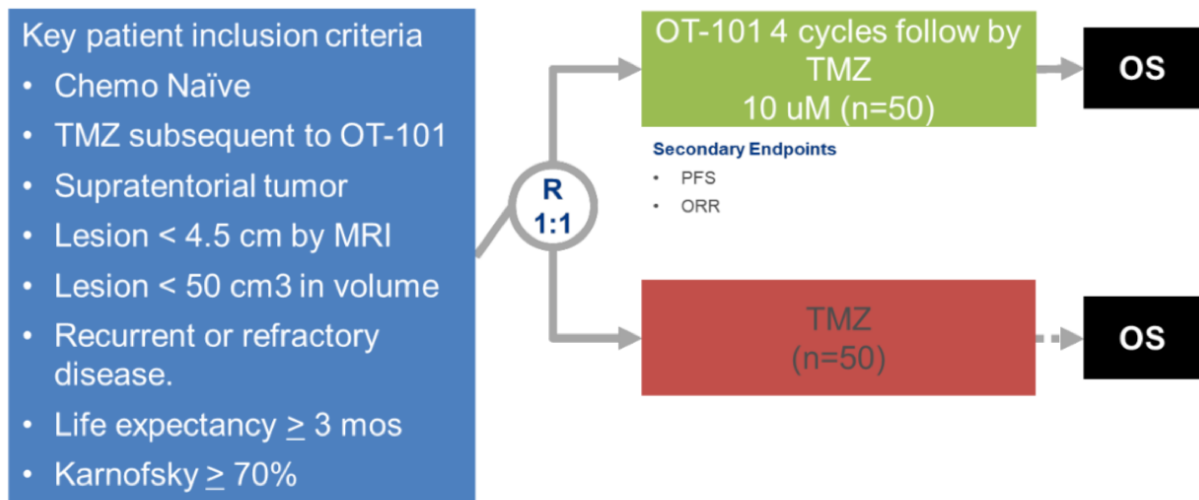 Key patient inclusion criteria
• Chemo Naïve
• TMZ subsequent to OT-101
• Supratentorial tumor
• Lesion < 4.5 cm by MRI
• Lesion < 50 cm3 in volume
• Recurrent or refractory
disease.
• Life expectancy ≥ 3 mos
• Karnofsky ≥ 70%
R
1:1
OT-101 4 cycles follow by
TMZ
10 uM (n=50)
OS
Secondary Endpoints
• PFS
• ORR
TMZ
(n=50)
OS